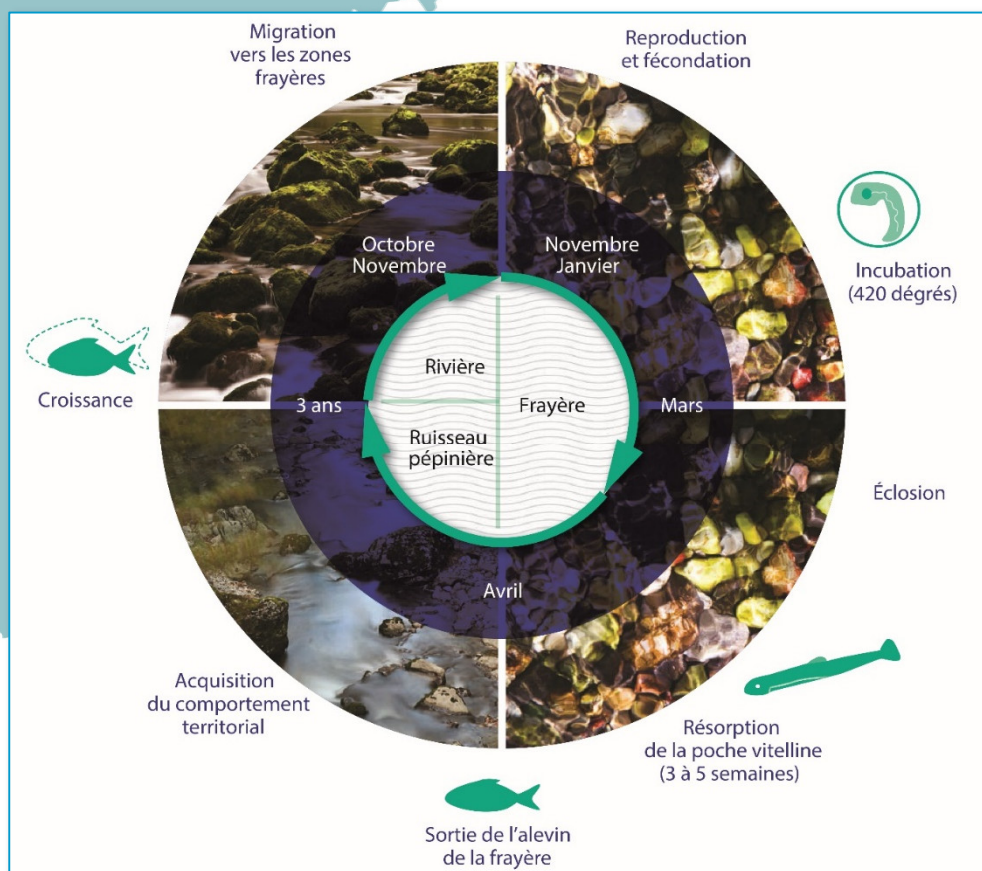 Migration
vers les zones
frayères
Reproduction
et fécondation
Octobre
Novembre
Novembre
Janvier
Incubation
(420 dégrés)
Croissance
3 ans
Rivière
Frayère
Mars
Ruisseau
pépinière
Éclosion
Avril
Acquisition
du comportement
territorial
Résorption
de la poche vitelline
(3 à 5 semaines)
Sortie de l'alevin
de la frayère